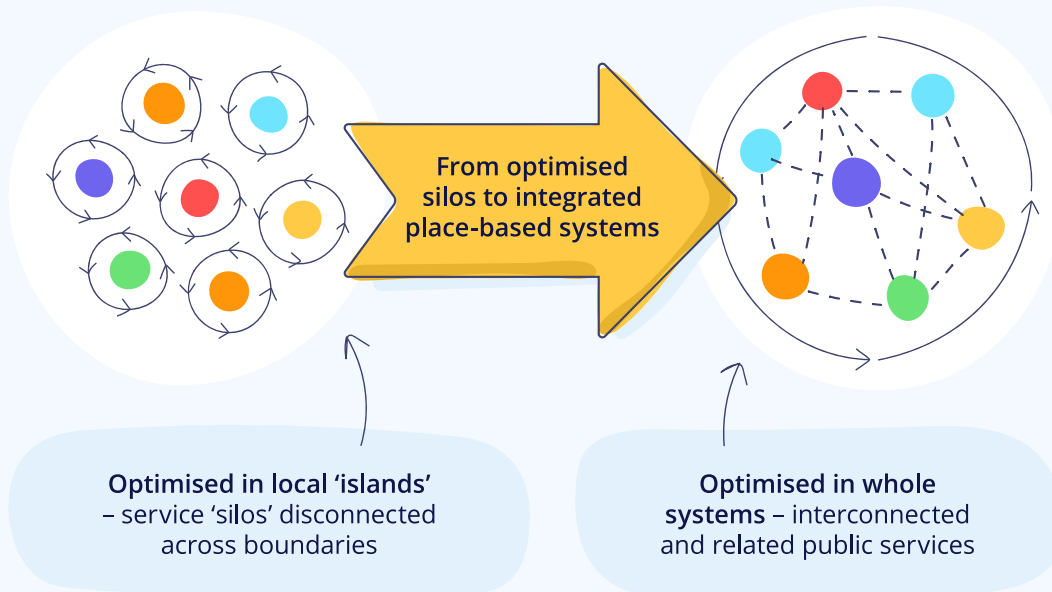 From optimised
silos to integrated
place-based systems
Optimised in local ‘islands’
– service ‘silos’ disconnected
across boundaries
Optimised in whole
systems – interconnected
and related public services